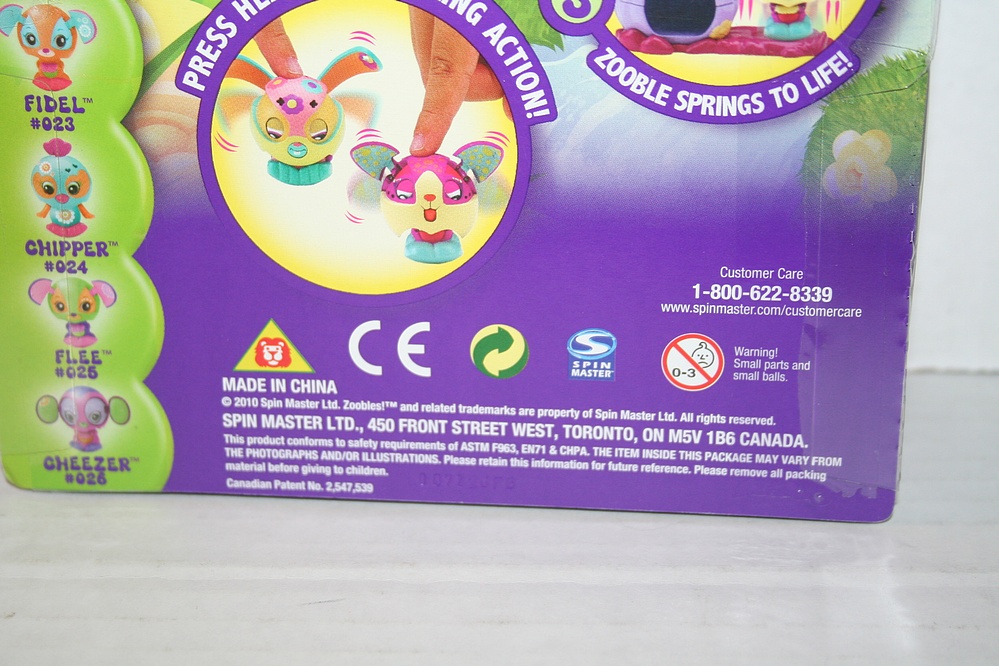 FIDEL™
#023
CHIPPER™
#024
FLEE™
#025
CHEEZER™
#026
PRESS
ACTION!
ZOOBLE SPRINGS TO LIFE!
Customer Care
1-800-622-8339
www.spinmaster.com/customercare
CE
SPIN
MASTER™
0-3
Warning!
Small parts and
small balls.
MADE IN CHINA
© 2010 Spin Master Ltd. Zoobles!™ and related trademarks are property of Spin Master Ltd. All rights reserved.
SPIN MASTER LTD., 450 FRONT STREET WEST, TORONTO, ON M5V 1B6 CANADA.
This product conforms to safety requirements of ASTM F963, EN71 & CHPA. THE ITEM INSIDE THIS PACKAGE MAY VARY FROM
THE PHOTOGRAPHS AND/OR ILLUSTRATIONS. Please retain this information for future reference. Please remove all packing
material before giving to children.
Canadian Patent No. 2,547,539